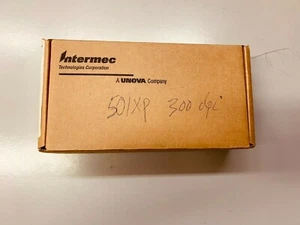 Intermec
Technologies Corporation
A UNOVA Company
501XP 300 dpi